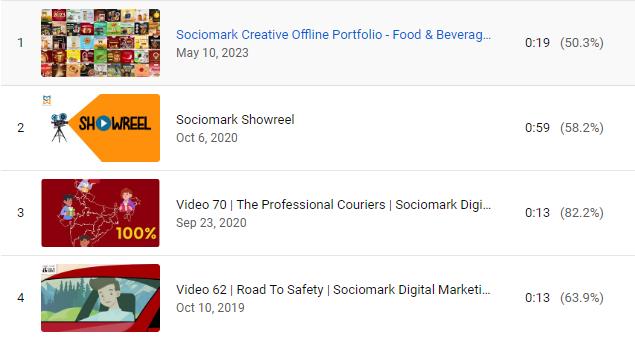 1
Sociomark Creative Offline Portfolio - Food & Beverag...
May 10, 2023
0:19 (50.3%)
2
SHOWREEL
Sociomark Showreel
Oct 6, 2020
0:59 (58.2%)
3
100%
Video 70 | The Professional Couriers | Sociomark Digi...
Sep 23, 2020
0:13 (82.2%)
4
Video 62 | Road To Safety | Sociomark Digital Marketi...
Oct 10, 2019
0:13 (63.9%)